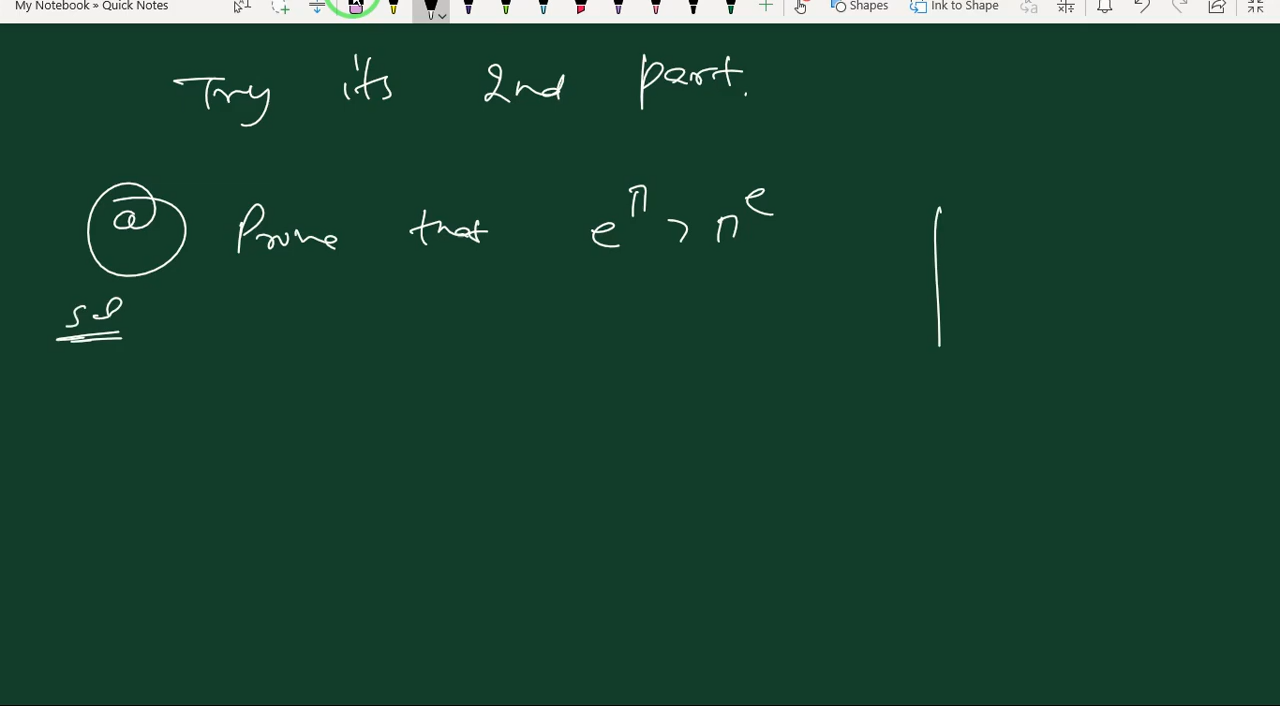 My Notebook » Quick Notes Shapes Ink to Shape
Try its 2nd part.
@ Prove that e^π > π^e
Sol